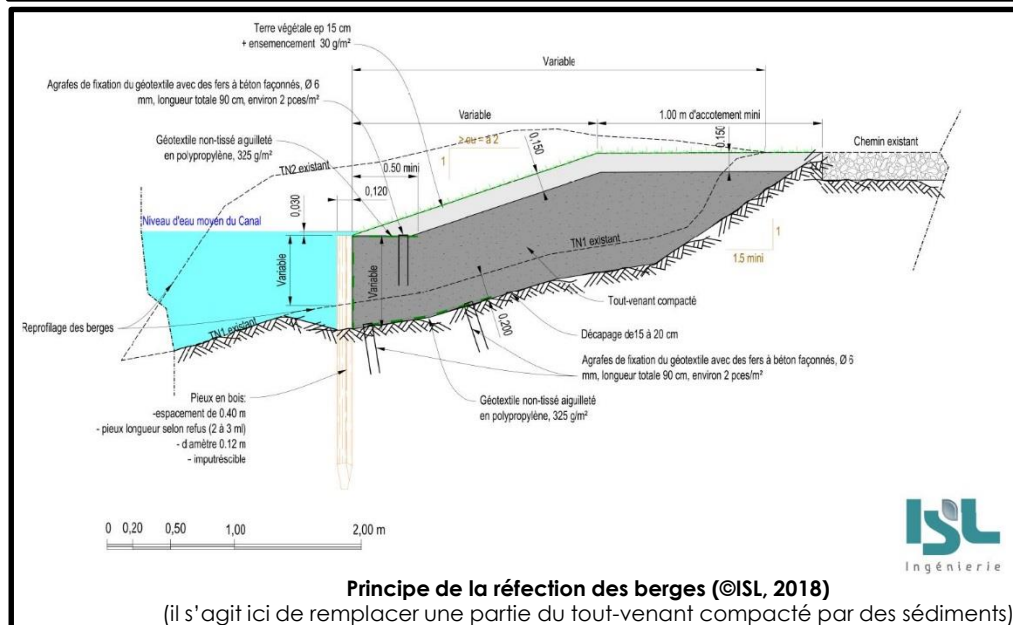 Terre végétale ep 15 cm
+ ensemencement 30 g/m²
Variable
Agrafes de fixation du géotextile avec des fers à béton façonnés, Ø 6
mm, longueur totale 90 cm, environ 2 pces/m²
Variable
1.00 m d'accotement mini
0.150
Géotextile non-tissé aiguilleté
en polypropylène, 325 g/m²
≥ ou = à 2
1
0,150
Chemin existant
TN2 existant
0.50 mini
0,120
0,030
Niveau d'eau moyen du Canal
Variable
Variable
TN1 existant
1
1.5 mini
Reprofilage des berges
TN1 existant
Tout-venant compacté
0,200
Décapage de15 à 20 cm
Agrafes de fixation du géotextile avec des fers à béton façonnés, Ø 6
mm, longueur totale 90 cm, environ 2 pces/m²
Géotextile non-tissé aiguilleté
en polypropylène, 325 g/m²
Pieux en bois:
-espacement de 0.40 m
- pieux longueur selon refus (2 à 3 ml)
- d amètre 0.12 m
- imputréscible
0 0,20 0,50 1,00 2,00 m
ISL
Ingénierie
Principe de la réfection des berges (©ISL, 2018)
(il s’agit ici de remplacer une partie du tout-venant compacté par des sédiments)